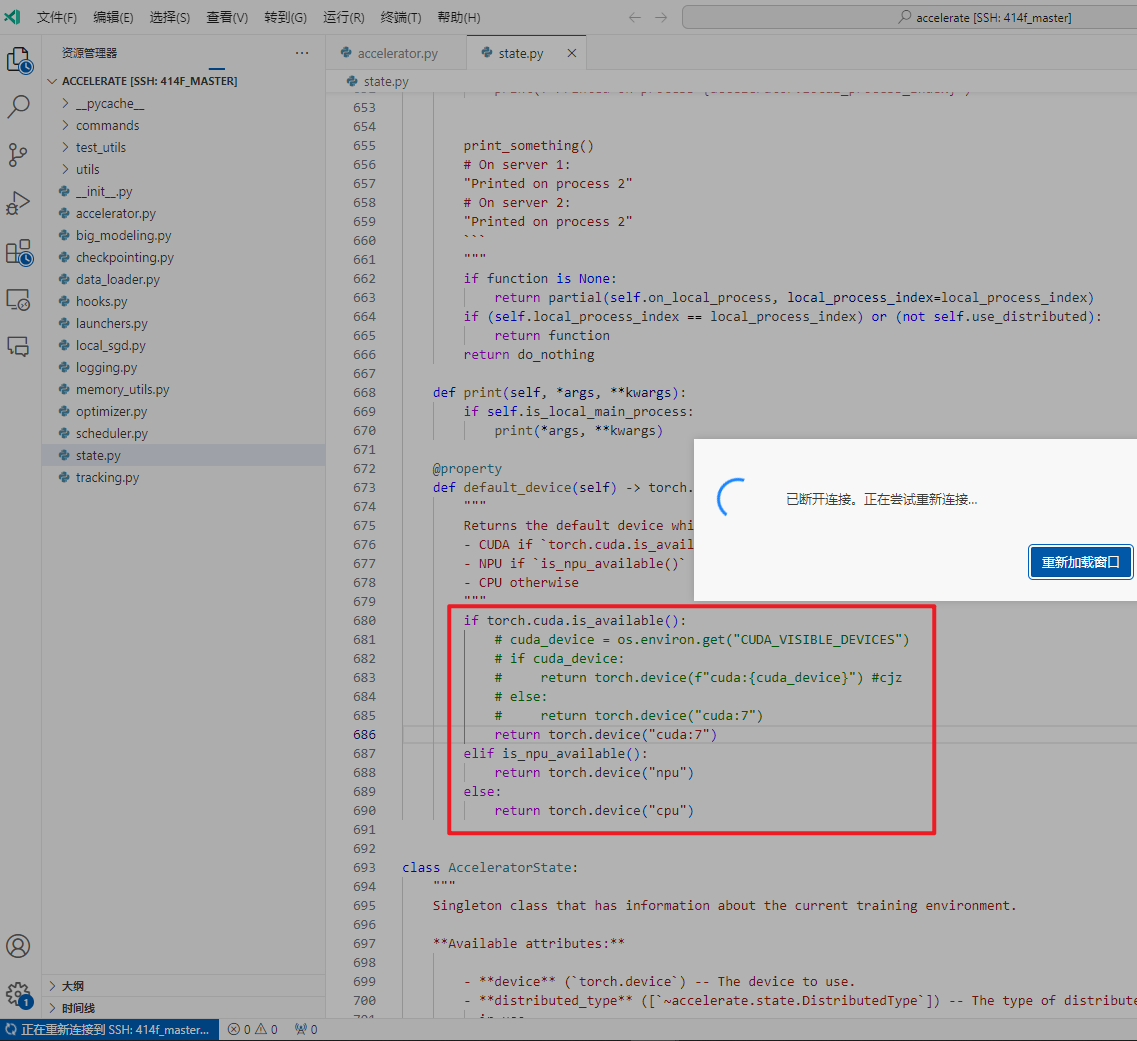 文件(F) 编辑(E) 选择(S) 查看(V) 转到(G) 运行(R) 终端(T) 帮助(H) accelerate [SSH: 414f_master]
资源管理器
ACCELERATE [SSH: 414F_MASTER]
__pycache__
commands
test_utils
utils
__init__.py
accelerator.py
big_modeling.py
checkpointing.py
data_loader.py
hooks.py
launchers.py
local_sgd.py
logging.py
memory_utils.py
optimizer.py
scheduler.py
state.py
tracking.py
大纲
时间线
accelerator.py state.py
state.py
653
654
655 print_something()
656 # On server 1:
657 "Printed on process 2"
658 # On server 2:
659 "Printed on process 2"
660 ```
661 """
662 if function is None:
663 return partial(self.on_local_process, local_process_index=local_process_index)
664 if (self.local_process_index == local_process_index) or (not self.use_distributed):
665 return function
666 return do_nothing
667
668 def print(self, *args, **kwargs):
669 if self.is_local_main_process:
670 print(*args, **kwargs)
671
672 @property
673 def default_device(self) -> torch.
674 """
675 Returns the default device whi
676 - CUDA if `torch.cuda.is_avail
677 - NPU if `is_npu_available()`
678 - CPU otherwise
679 """
680 if torch.cuda.is_available():
681 # cuda_device = os.environ.get("CUDA_VISIBLE_DEVICES")
682 # if cuda_device:
683 # return torch.device(f"cuda:{cuda_device}") #cjz
684 # else:
685 # return torch.device("cuda:7")
686 return torch.device("cuda:7")
687 elif is_npu_available():
688 return torch.device("npu")
689 else:
690 return torch.device("cpu")
691
692
693 class AcceleratorState:
694 """
695 Singleton class that has information about the current training environment.
696
697 **Available attributes:**
698
699 - **device** (`torch.device`) -- The device to use.
700 - **distributed_type** ([`~accelerate.state.DistributedType`]) -- The type of distribute
已断开连接。正在尝试重新连接...
重新加载窗口
1
正在重新连接到 SSH: 414f_master... 0 0 0